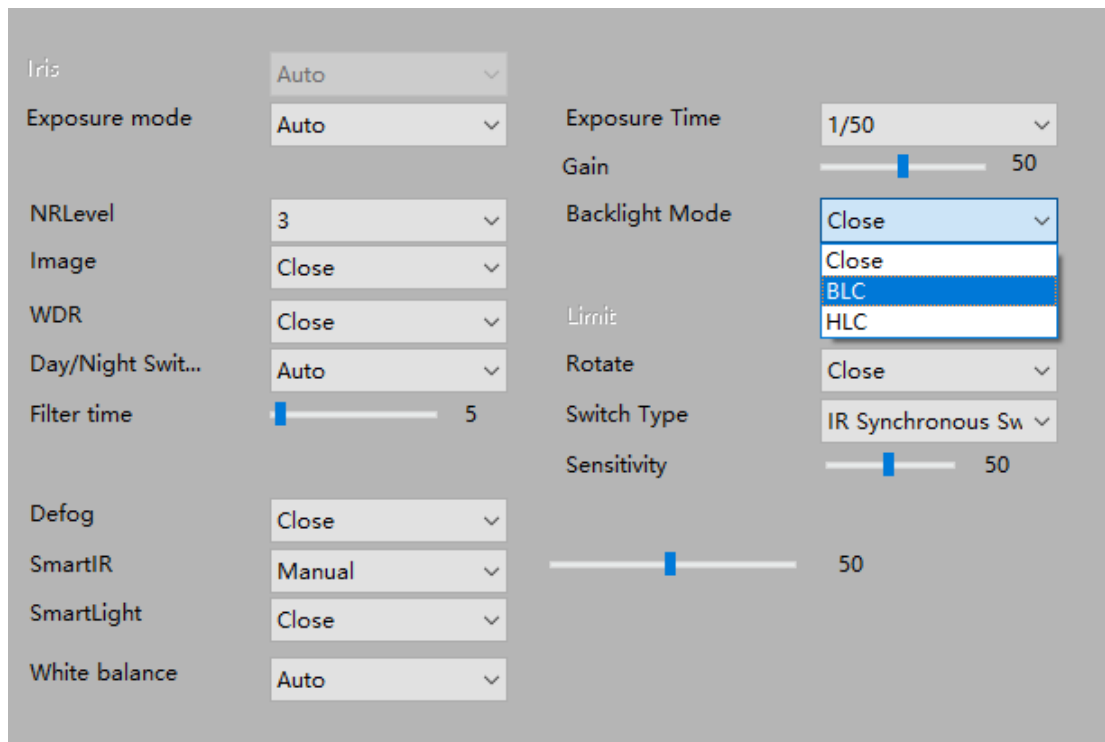 Iris Auto
Exposure mode Auto Exposure Time 1/50
Gain 50
NRLevel 3 Backlight Mode Close
Image Close Close
BLC
WDR Close Limit HLC
Day/Night Swit... Auto Rotate Close
Filter time 5 Switch Type IR Synchronous Sw
Sensitivity 50
Defog Close
SmartIR Manual 50
SmartLight Close
White balance Auto